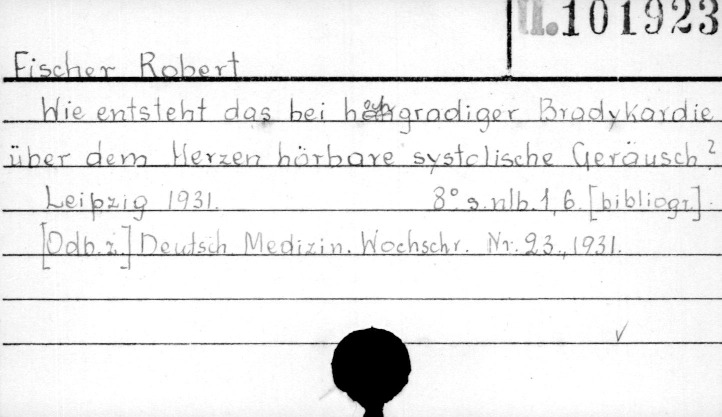 II.101923
Fischer Robert
Wie entsteht das bei hochgradiger Bradykardie
über dem Herzen hörbare systolische Geräusch?
Leipzig 1931. 8° s.nlb. 1, 6. [bibliogr.].
[Odb.z.] Deutsch. Medizin. Wochschr. Nr. 23., 1931.